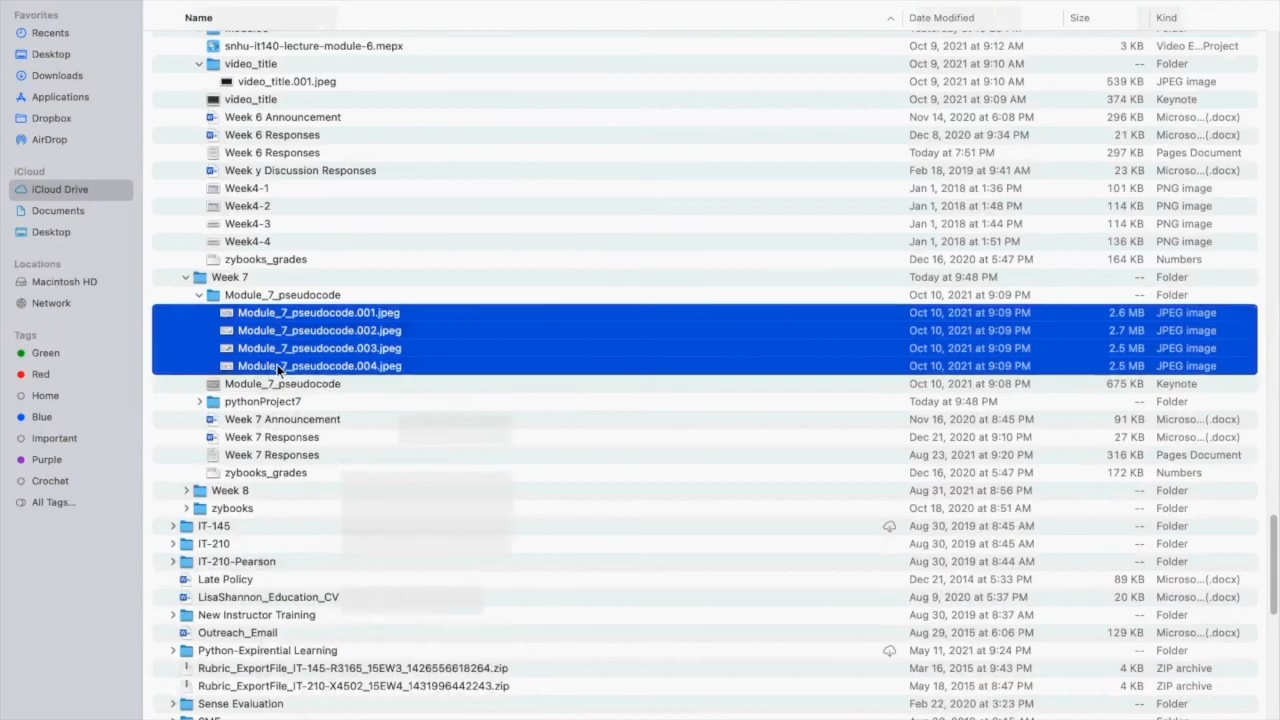 Favorites
Recents
Desktop
Downloads
Applications
Dropbox
AirDrop
iCloud
iCloud Drive
Documents
Desktop
Locations
Macintosh HD
Network
Tags
Green
Red
Home
Blue
Important
Purple
Crochet
All Tags...
Name Date Modified Size Kind
snhu-it140-lecture-module-6.mepx Oct 9, 2021 at 9:12 AM 3 KB Video E...Project
video_title Oct 9, 2021 at 9:10 AM -- Folder
video_title.001.jpeg Oct 9, 2021 at 9:10 AM 539 KB JPEG image
video_title Oct 9, 2021 at 9:09 AM 374 KB Keynote
Week 6 Announcement Nov 14, 2020 at 6:08 PM 296 KB Microso...(.docx)
Week 6 Responses Dec 8, 2020 at 9:34 PM 21 KB Microso...(.docx)
Week 6 Responses Today at 7:51 PM 297 KB Pages Document
Week y Discussion Responses Feb 18, 2019 at 9:41 AM 23 KB Microso...(.docx)
Week4-1 Jan 1, 2018 at 1:36 PM 101 KB PNG image
Week4-2 Jan 1, 2018 at 1:48 PM 114 KB PNG image
Week4-3 Jan 1, 2018 at 1:44 PM 114 KB PNG image
Week4-4 Jan 1, 2018 at 1:51 PM 136 KB PNG image
zybooks_grades Dec 16, 2020 at 5:47 PM 164 KB Numbers
Week 7 Today at 9:48 PM -- Folder
Module_7_pseudocode Oct 10, 2021 at 9:09 PM -- Folder
Module_7_pseudocode.001.jpeg Oct 10, 2021 at 9:09 PM 2.6 MB JPEG image
Module_7_pseudocode.002.jpeg Oct 10, 2021 at 9:09 PM 2.7 MB JPEG image
Module_7_pseudocode.003.jpeg Oct 10, 2021 at 9:09 PM 2.5 MB JPEG image
Module_7_pseudocode.004.jpeg Oct 10, 2021 at 9:09 PM 2.5 MB JPEG image
Module_7_pseudocode Oct 10, 2021 at 9:08 PM 675 KB Keynote
pythonProject7 Today at 9:48 PM -- Folder
Week 7 Announcement Nov 16, 2020 at 8:45 PM 91 KB Microso...(.docx)
Week 7 Responses Dec 21, 2020 at 9:10 PM 27 KB Microso...(.docx)
Week 7 Responses Aug 23, 2021 at 9:20 PM 316 KB Pages Document
zybooks_grades Dec 16, 2020 at 5:47 PM 172 KB Numbers
Week 8 Aug 31, 2021 at 8:56 PM -- Folder
zybooks Oct 18, 2020 at 8:51 AM -- Folder
IT-145 Aug 30, 2019 at 8:45 AM -- Folder
IT-210 Aug 30, 2019 at 8:45 AM -- Folder
IT-210-Pearson Aug 30, 2019 at 8:44 AM -- Folder
Late Policy Dec 21, 2014 at 5:33 PM 89 KB Microso...(.docx)
LisaShannon_Education_CV Aug 9, 2020 at 5:37 PM 20 KB Microso...(.docx)
New Instructor Training Aug 30, 2019 at 8:37 AM -- Folder
Outreach_Email Aug 29, 2015 at 6:06 PM 129 KB Microso...(.docx)
Python-Expirential Learning May 11, 2021 at 9:24 PM -- Folder
Rubric_ExportFile_IT-145-R3165_15EW3_1426556618264.zip Mar 16, 2015 at 9:43 PM 4 KB ZIP archive
Rubric_ExportFile_IT-210-X4502_15EW4_1431996442243.zip May 18, 2015 at 8:47 PM 4 KB ZIP archive
Sense Evaluation Feb 22, 2020 at 3:23 PM -- Folder